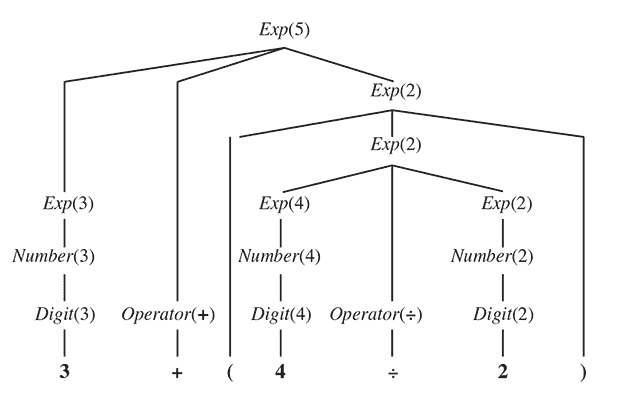 Exp(5)
Exp(2)
Exp(2)
Exp(3) Exp(4) Exp(2)
Number(3) Number(4) Number(2)
Digit(3) Operator(+) Digit(4) Operator(÷) Digit(2)
3 + ( 4 ÷ 2 )